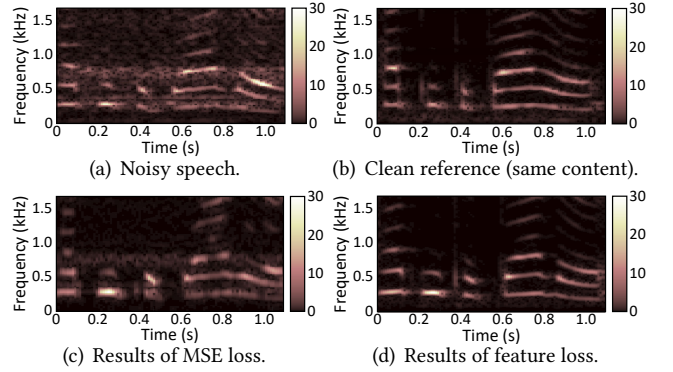 Frequency (kHz)
1.5
1.0
0.5
0
0 0.2 0.4 0.6 0.8 1.0
Time (s)
30
20
10
0
(a) Noisy speech.
Frequency (kHz)
1.5
1.0
0.5
0
0 0.2 0.4 0.6 0.8 1.0
Time (s)
30
20
10
0
(b) Clean reference (same content).
Frequency (kHz)
1.5
1.0
0.5
0
0 0.2 0.4 0.6 0.8 1.0
Time (s)
30
20
10
0
(c) Results of MSE loss.
Frequency (kHz)
1.5
1.0
0.5
0
0 0.2 0.4 0.6 0.8 1.0
Time (s)
30
20
10
0
(d) Results of feature loss.